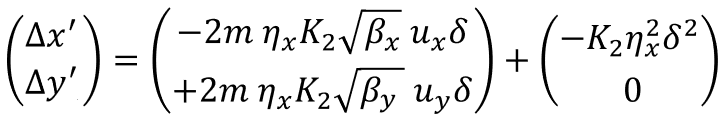 (Δx′ Δy′) = (−2m η_x K_2 √β_x u_x δ +2m η_x K_2 √β_y u_y δ) + (−K_2 η_x^2 δ^2 0)